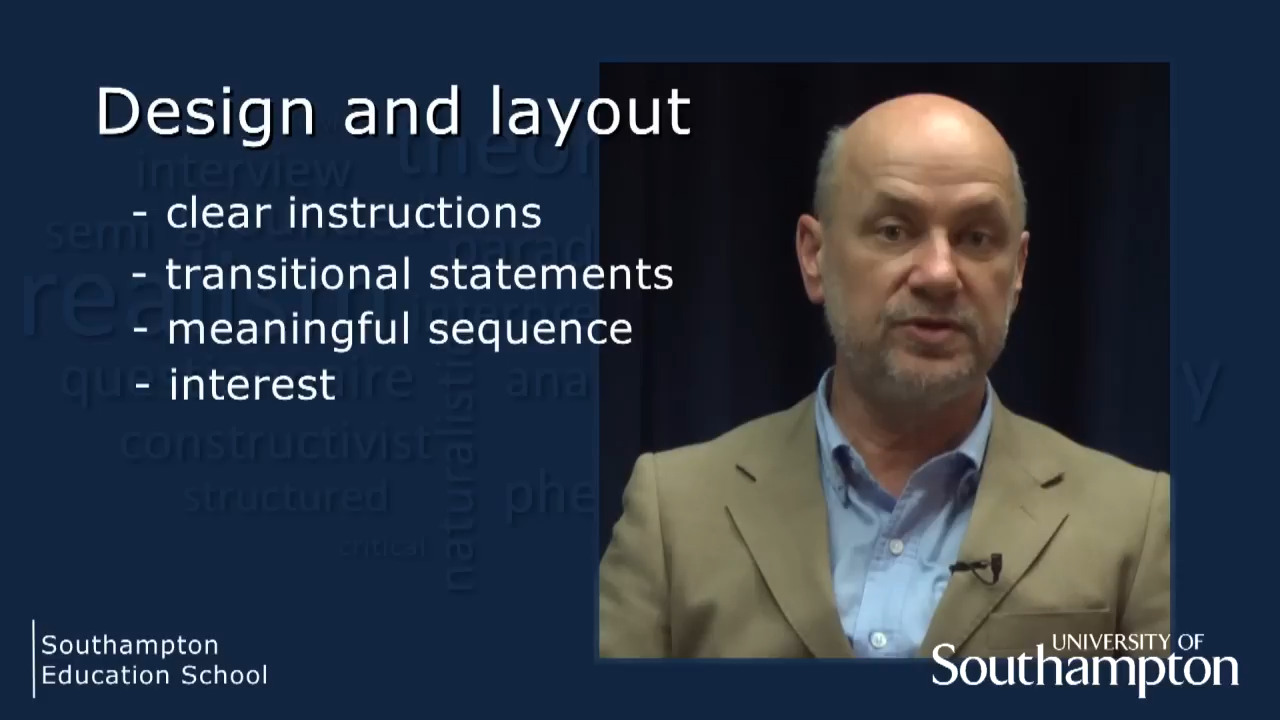 Design and layout
- clear instructions
- transitional statements
- meaningful sequence
- interest
interview
semi
constructivist
structured
critical
naturalistic
Southampton
Education School
UNIVERSITY OF
Southampton